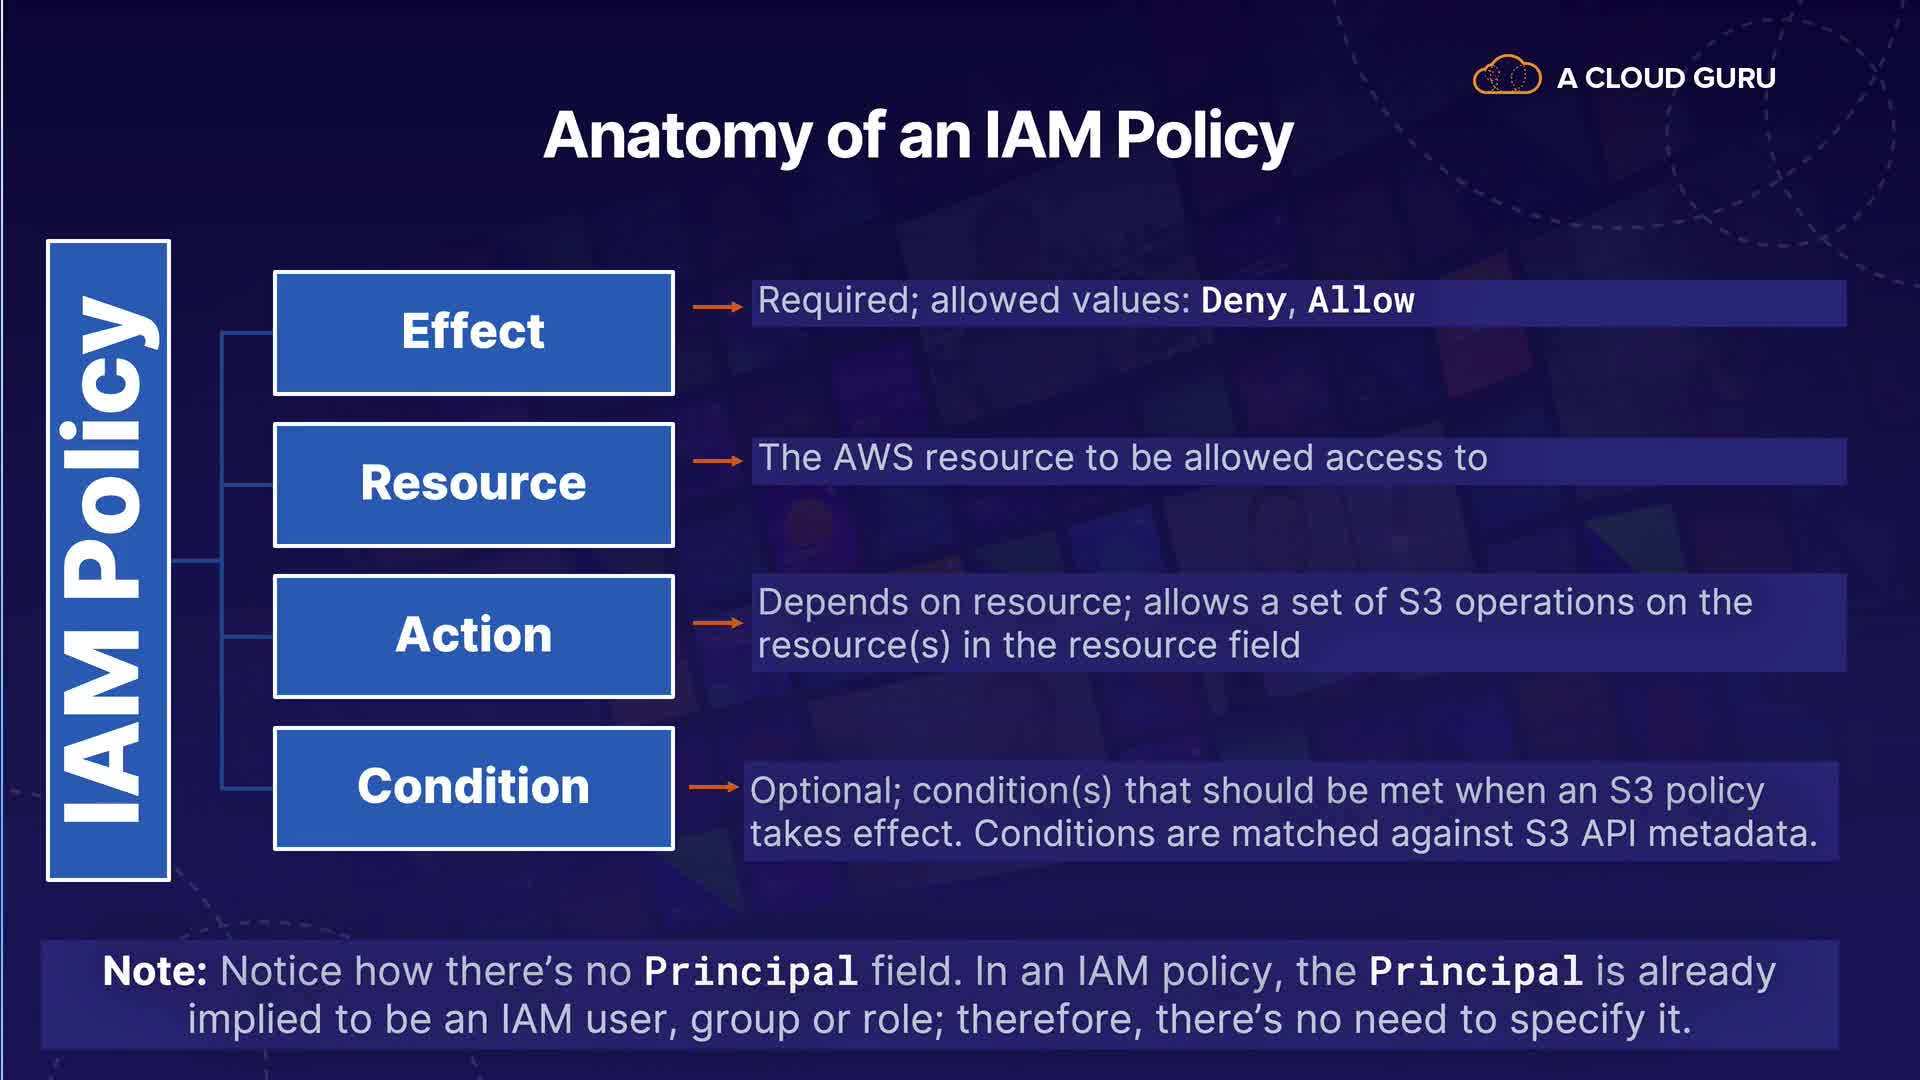 A CLOUD GURU
Anatomy of an IAM Policy
IAM Policy
Effect
Required; allowed values: Deny, Allow
Resource
The AWS resource to be allowed access to
Action
Depends on resource; allows a set of S3 operations on the
resource(s) in the resource field
Condition
Optional; condition(s) that should be met when an S3 policy
takes effect. Conditions are matched against S3 API metadata.
Note: Notice how there’s no Principal field. In an IAM policy, the Principal is already
implied to be an IAM user, group or role; therefore, there’s no need to specify it.